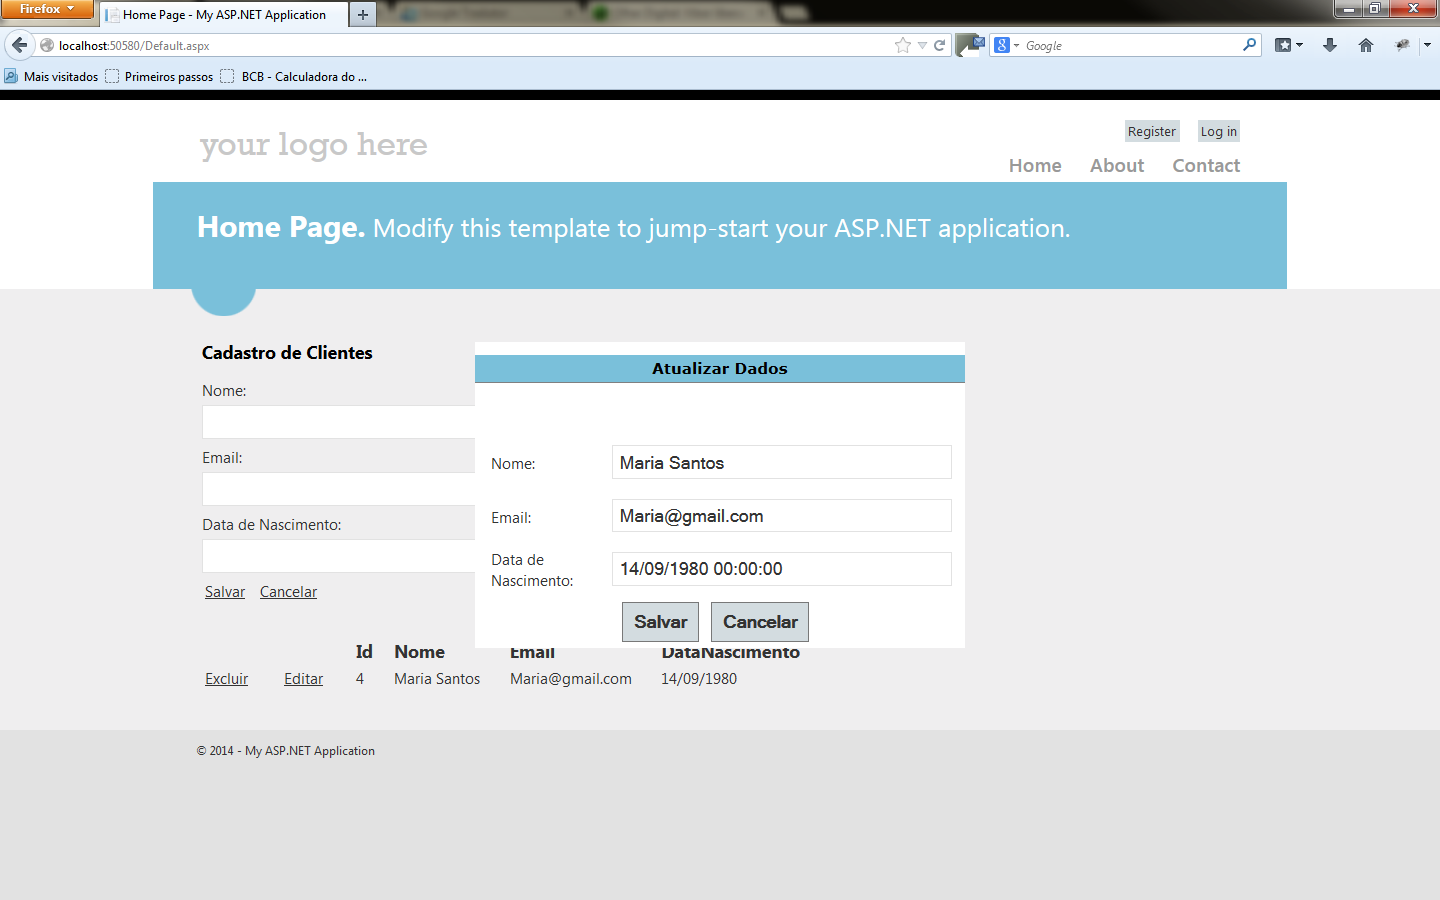 Firefox
Home Page - My ASP.NET Application
localhost:50580/Default.aspx
Google
Mais visitados
Primeiros passos
BCB - Calculadora do ...
your logo here
Register
Log in
Home
About
Contact
Home Page. Modify this template to jump-start your ASP.NET application.
Cadastro de Clientes
Nome:
Email:
Data de Nascimento:
Salvar Cancelar
Atualizar Dados
Nome: Maria Santos
Email: Maria@gmail.com
Data de
Nascimento:
14/09/1980 00:00:00
Salvar Cancelar
Id Nome Email DataNascimento
Excluir Editar 4 Maria Santos Maria@gmail.com 14/09/1980
© 2014 - My ASP.NET Application